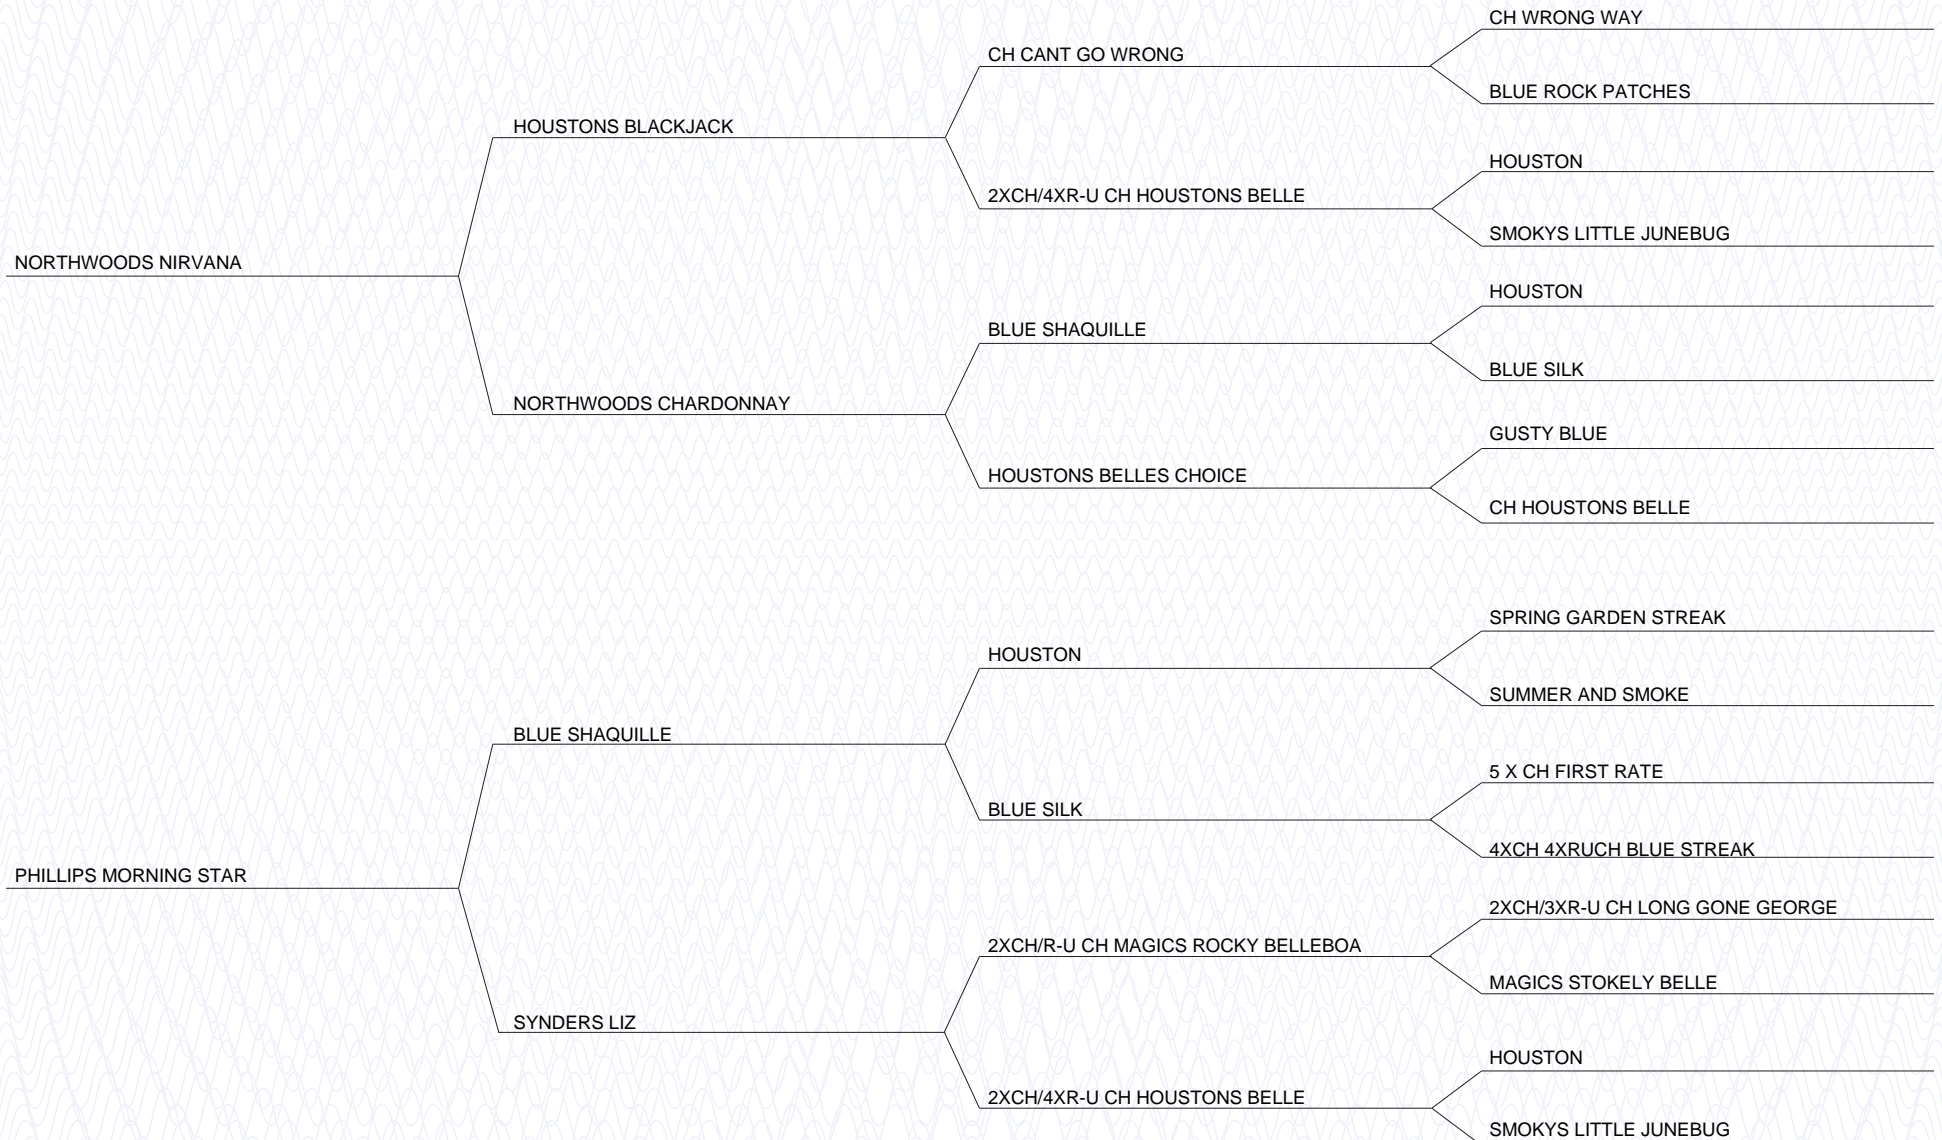 CH WRONG WAY
CH CANT GO WRONG
BLUE ROCK PATCHES
HOUSTONS BLACKJACK
HOUSTON
2XCH/4XR-U CH HOUSTONS BELLE
SMOKYS LITTLE JUNEBUG
NORTHWOODS NIRVANA
HOUSTON
BLUE SHAQUILLE
BLUE SILK
NORTHWOODS CHARDONNAY
GUSTY BLUE
HOUSTONS BELLES CHOICE
CH HOUSTONS BELLE
SPRING GARDEN STREAK
HOUSTON
SUMMER AND SMOKE
BLUE SHAQUILLE
5 X CH FIRST RATE
BLUE SILK
4XCH 4XRUCH BLUE STREAK
PHILLIPS MORNING STAR
2XCH/3XR-U CH LONG GONE GEORGE
2XCH/R-U CH MAGICS ROCKY BELLEBOA
MAGICS STOKELY BELLE
SYNDERS LIZ
HOUSTON
2XCH/4XR-U CH HOUSTONS BELLE
SMOKYS LITTLE JUNEBUG